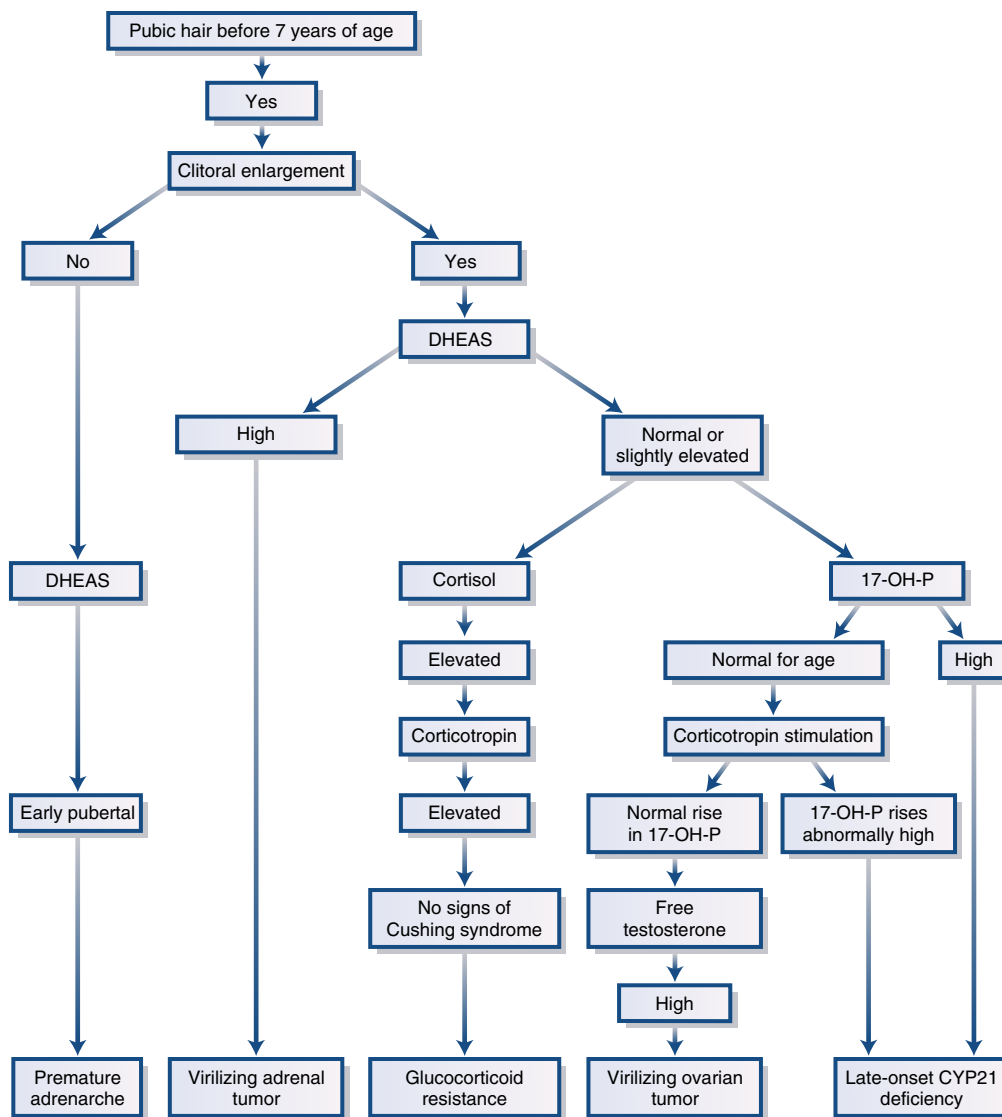 Pubic hair before 7 years of age
Yes
Clitoral enlargement
No
Yes
DHEAS
High
Normal or
slightly elevated
DHEAS
Cortisol
17-OH-P
Elevated
Normal for age
High
Corticotropin
Corticotropin stimulation
Early pubertal
Elevated
Normal rise
in 17-OH-P
17-OH-P rises
abnormally high
No signs of
Cushing syndrome
Free
testosterone
High
Premature
adrenarche
Virilizing adrenal
tumor
Glucocorticoid
resistance
Virilizing ovarian
tumor
Late-onset CYP21
deficiency